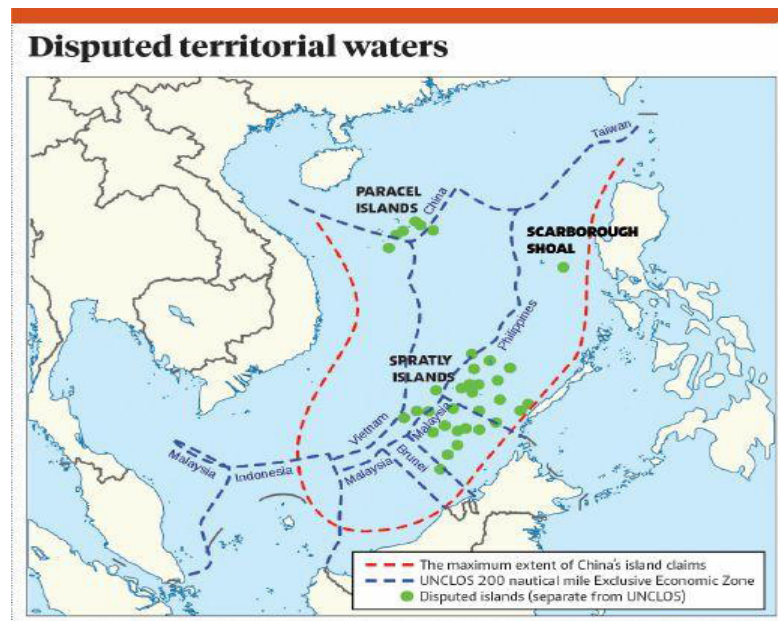 Disputed territorial waters
Taiwan
PARACEL
ISLANDS
China
SCARBOROUGH
SHOAL
Philippines
SPRATLY
ISLANDS
Vietnam
Malaysia
Brunei
Malaysia
Indonesia
Malaysia
The maximum extent of China's island claims
UNCLOS 200 nautical mile Exclusive Economic Zone
Disputed islands (separate from UNCLOS)